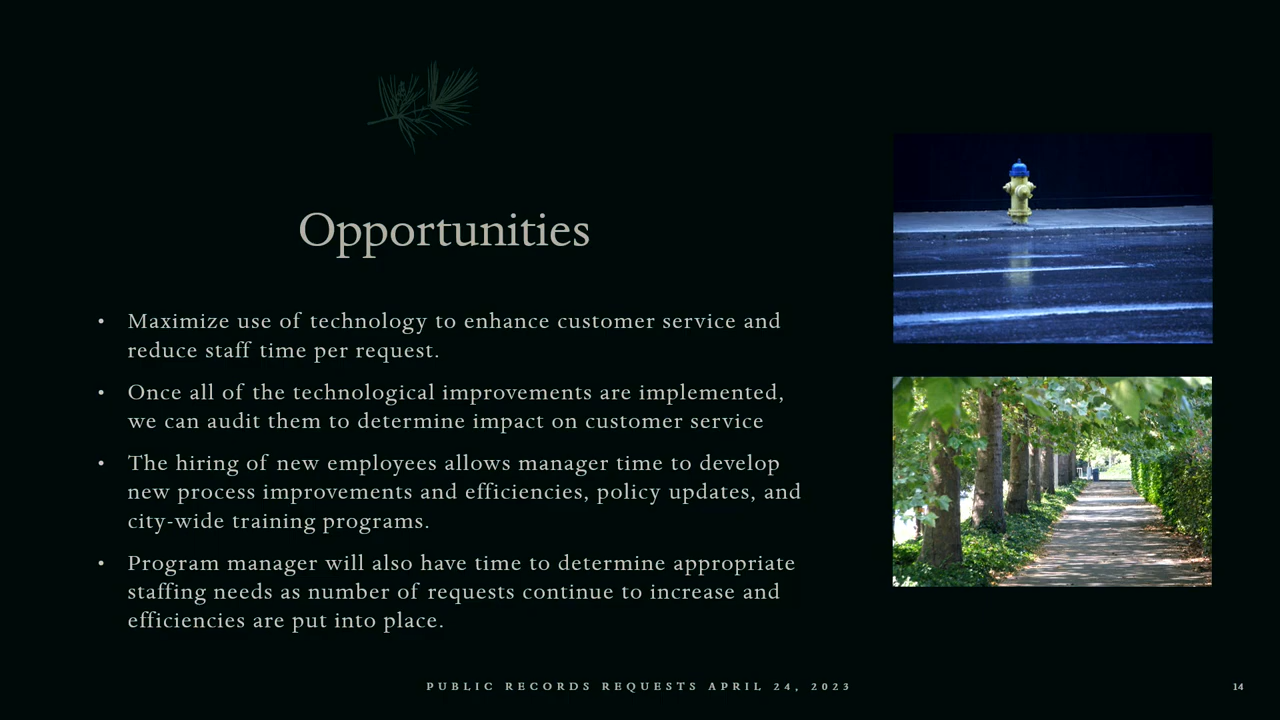 Opportunities
• Maximize use of technology to enhance customer service and
reduce staff time per request.
• Once all of the technological improvements are implemented,
we can audit them to determine impact on customer service
• The hiring of new employees allows manager time to develop
new process improvements and efficiencies, policy updates, and
city-wide training programs.
• Program manager will also have time to determine appropriate
staffing needs as number of requests continue to increase and
efficiencies are put into place.
PUBLIC RECORDS REQUESTS APRIL 24, 2023
14